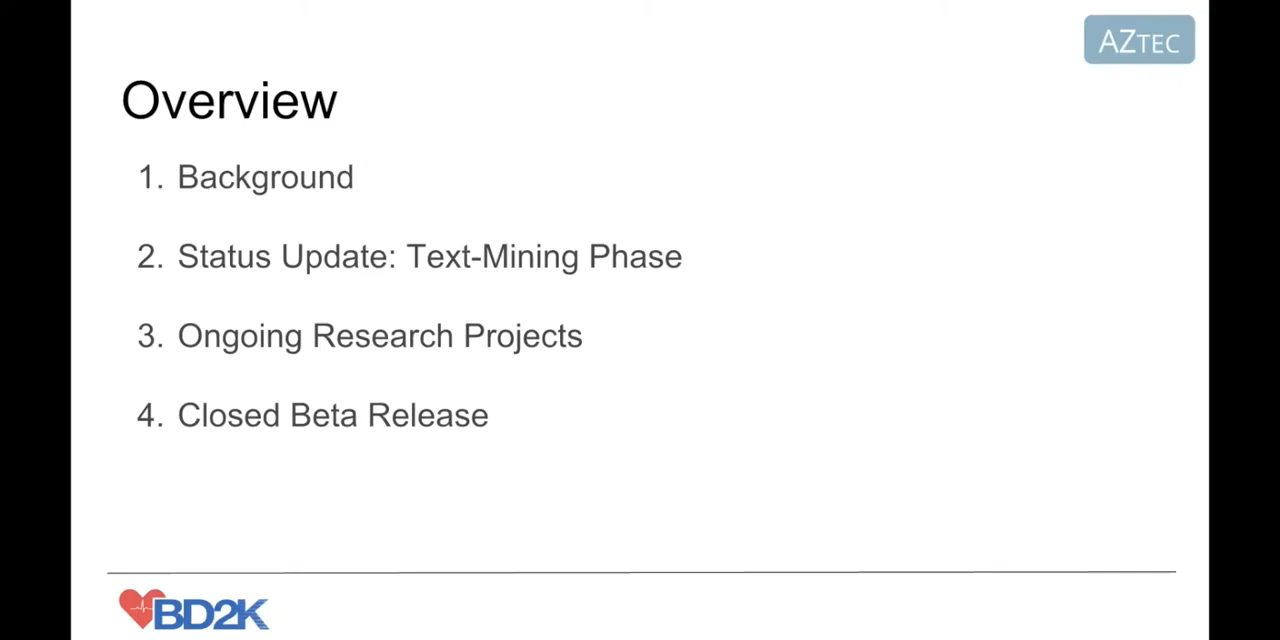 AZTEC
Overview
1. Background
2. Status Update: Text-Mining Phase
3. Ongoing Research Projects
4. Closed Beta Release
BD2K